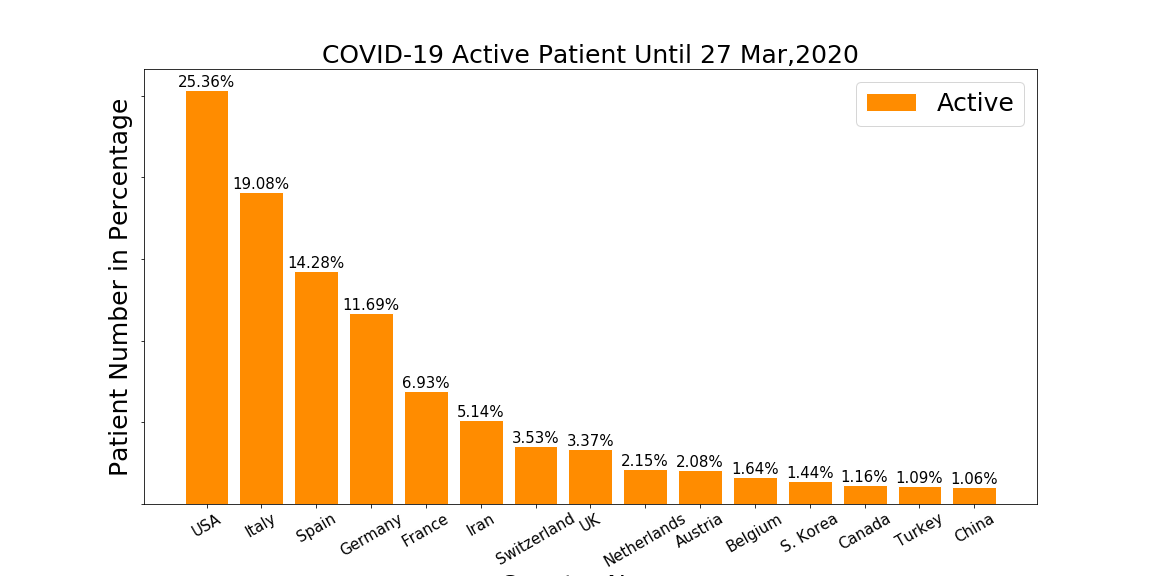 COVID-19 Active Patient Until 27 Mar,2020
Active
Patient Number in Percentage
25.36%
19.08%
14.28%
11.69%
6.93%
5.14%
3.53%
3.37%
2.15%
2.08%
1.64%
1.44%
1.16%
1.09%
1.06%
USA
Italy
Spain
Germany
France
Iran
Switzerland
UK
Netherlands
Austria
Belgium
S. Korea
Canada
Turkey
China